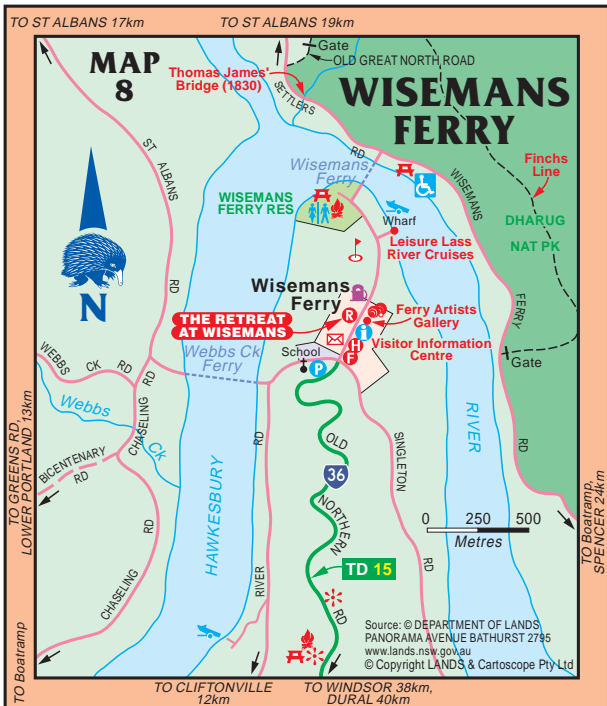 TO ST ALBANS 17km
TO ST ALBANS 19km
MAP
8
Gate
OLD GREAT NORTH ROAD
Thomas James'
Bridge (1830)
SETTLERS
RD
WISEMANS
FERRY
ST ALBANS
RD
Wisemans
Ferry
WISEMANS
FERRY RES
Finchs
Line
WISEMANS
FERRY
RD
DHARUG
NAT PK
Wharf
Leisure Lass
River Cruises
N
Wisemans
Ferry
THE RETREAT
AT WISEMANS
R
Ferry Artists
Gallery
i
Visitor Information
Centre
H
F
P
School
Webbs Ck
Ferry
Gate
WEBBS CK RD
Webbs
Ck
CHASELING
RD
BICENTENARY
RD
CHASELING
RD
HAWKESBURY
RIVER
RIVER
RD
OLD
36
NORTHERN
RD
SINGLETON
RD
TD 15
0 250 500
Metres
TO GREENS RD,
LOWER PORTLAND 13km
TO Boatramp
TO Boatramp,
SPENCER 24km
Source: © DEPARTMENT OF LANDS
PANORAMA AVENUE BATHURST 2795
www.lands.nsw.gov.au
© Copyright LANDS & Cartoscope Pty Ltd
TO CLIFTONVILLE
12km
TO WINDSOR 38km,
DURAL 40km